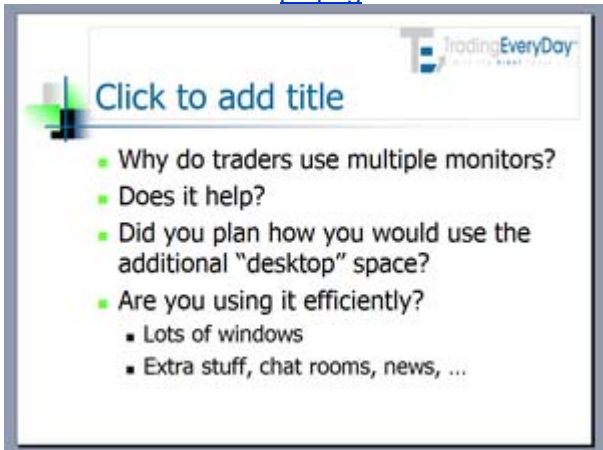 TradingEveryDay
Click to add title
Why do traders use multiple monitors?
Does it help?
Did you plan how you would use the
additional “desktop” space?
Are you using it efficiently?
Lots of windows
Extra stuff, chat rooms, news, ...